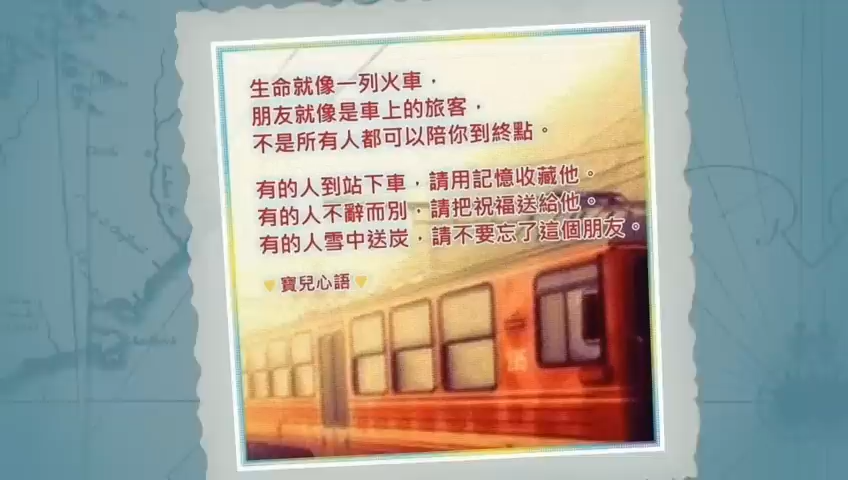 生命就像一列火車，
朋友就像是車上的旅客，
不是所有人都可以陪你到終點。
有的人到站下車，請用記憶收藏他。
有的人不辭而別，請把祝福送給他。
有的人雪中送炭，請不要忘了這個朋友。
寶兒心語